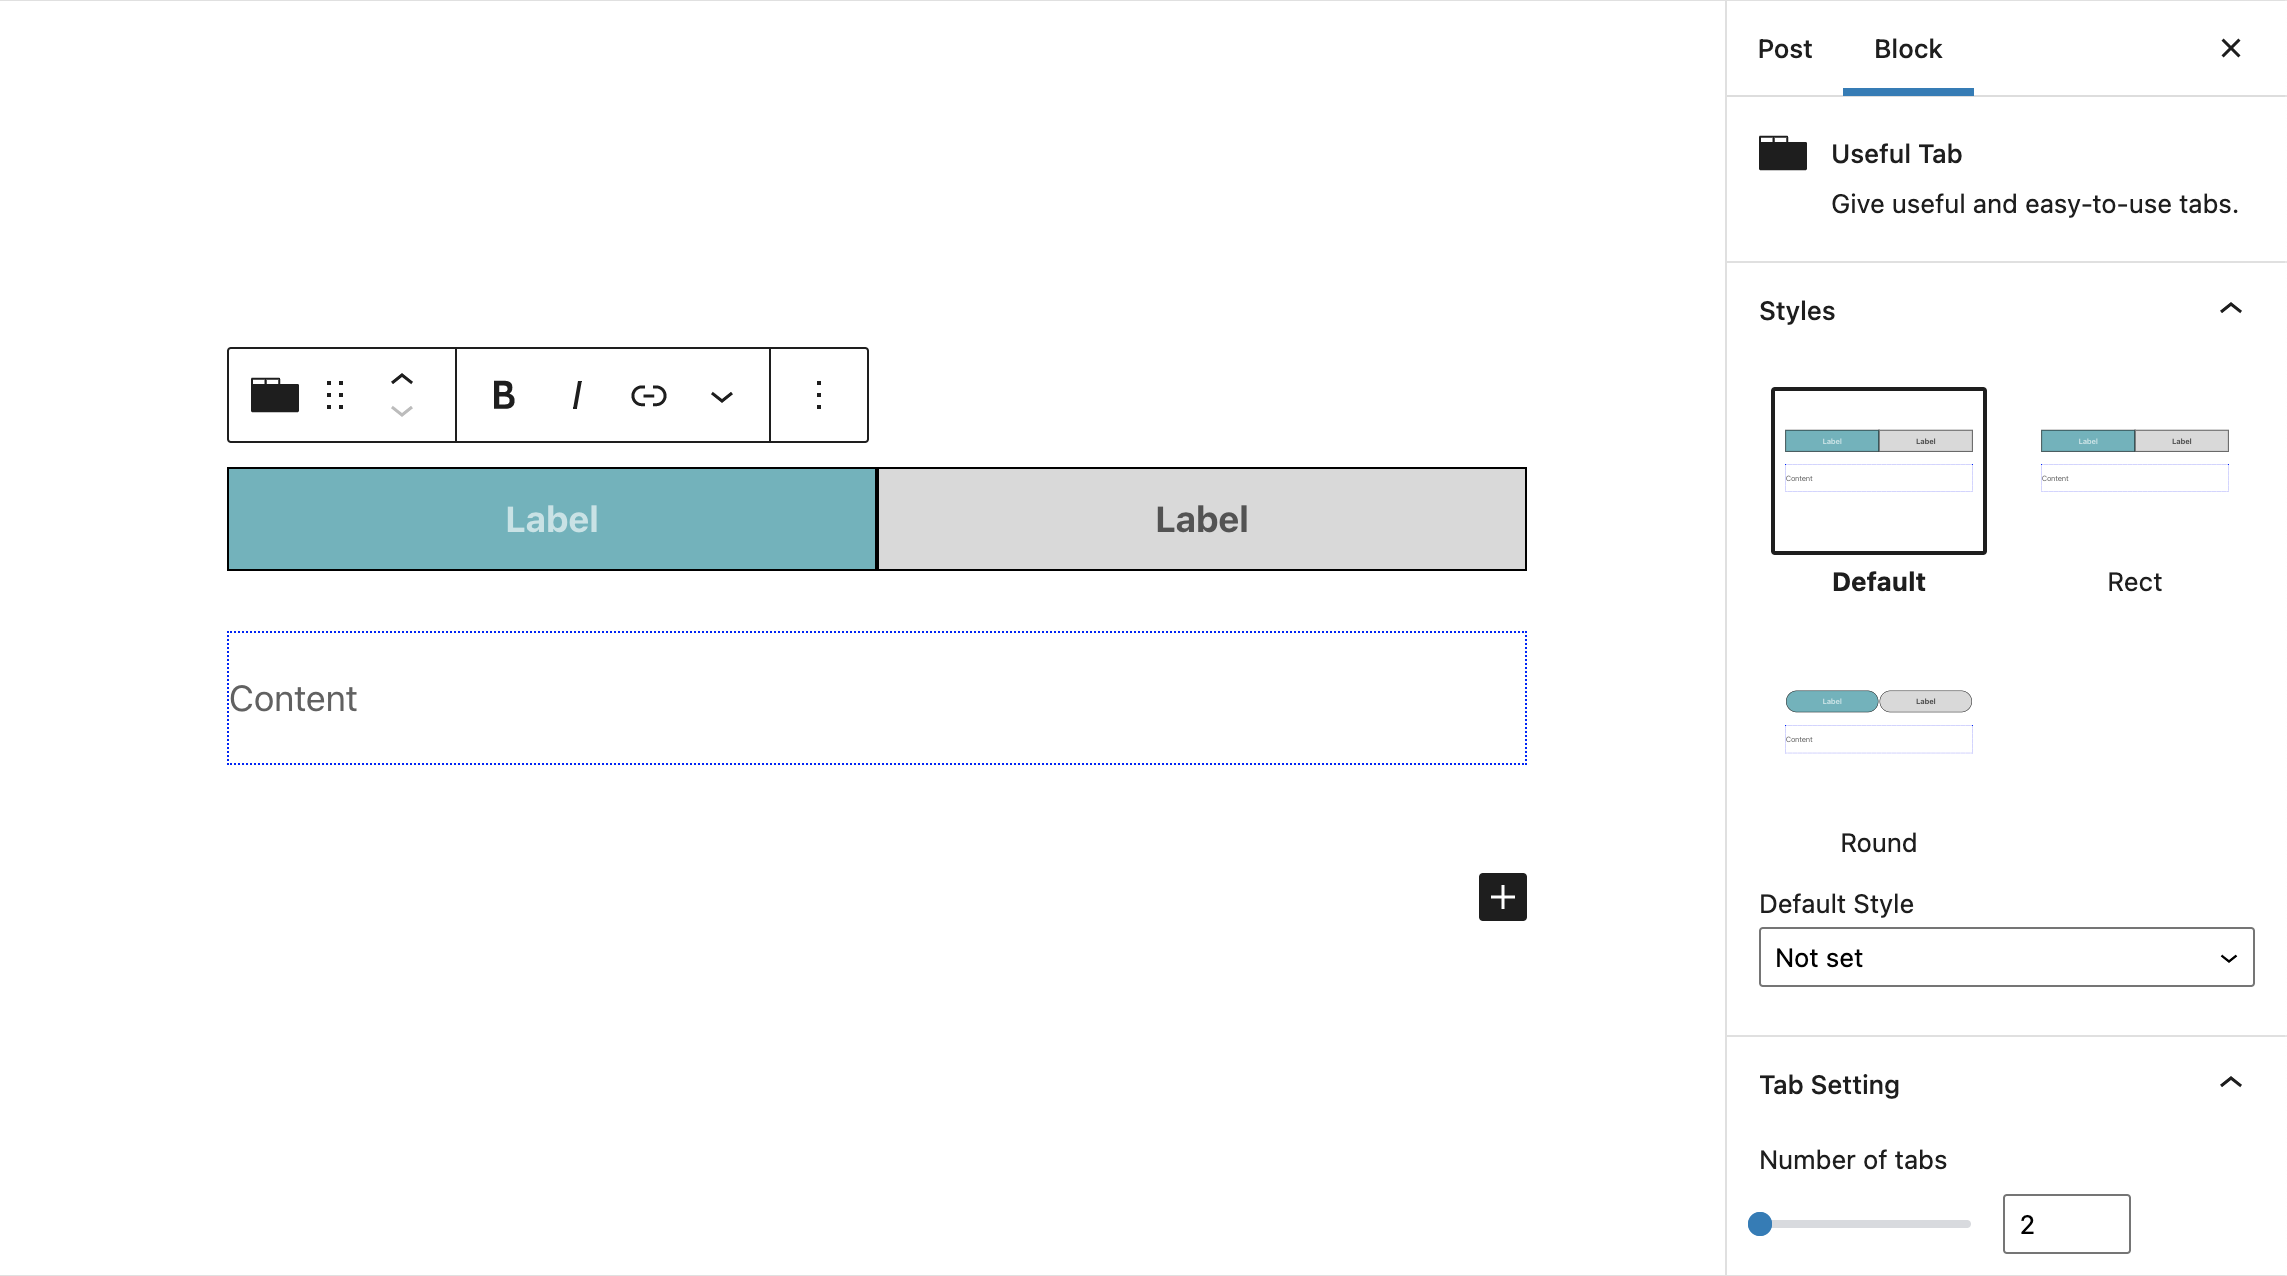 Post Block
Useful Tab
Give useful and easy-to-use tabs.
Styles
Label Label
Content
Default
Label Label
Content
Rect
Label Label
Content
Round
Default Style
Not set
Tab Setting
Number of tabs
2
B I
Label Label
Content